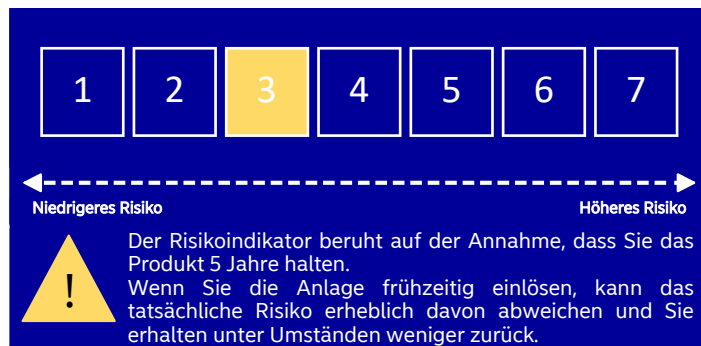 1 2 3 4 5 6 7
Niedrigeres Risiko Höheres Risiko
Der Risikoindikator beruht auf der Annahme, dass Sie das
Produkt 5 Jahre halten.
Wenn Sie die Anlage frühzeitig einlösen, kann das
tatsächliche Risiko erheblich davon abweichen und Sie
erhalten unter Umständen weniger zurück.
!